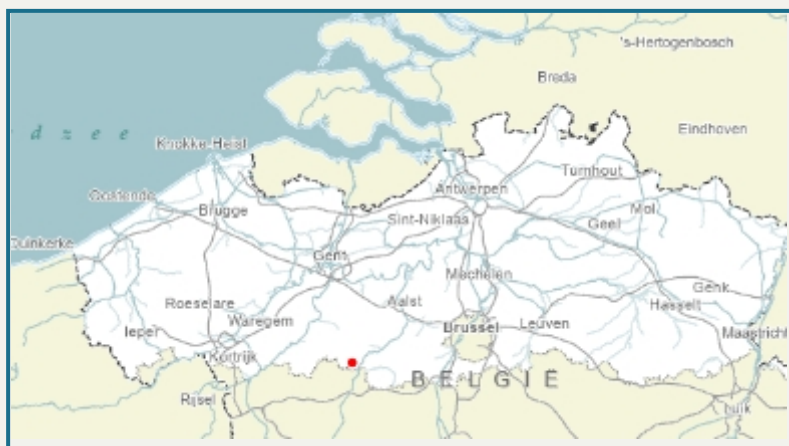 's-Hertogenbosch
Breda
Eindhoven
d z e e
Knokke-Heist
Turnhout
Antwerpen
Oostende
Mol
Brugge
Sint-Niklaas
Geel
Duinkerke
Gent
Mechelen
Genk
Roeselare
Aalst
Hasselt
Ieper
Waregem
Brussel
Leuven
Maastricht
Kortrijk
BELGIË
Rijsel
Luik